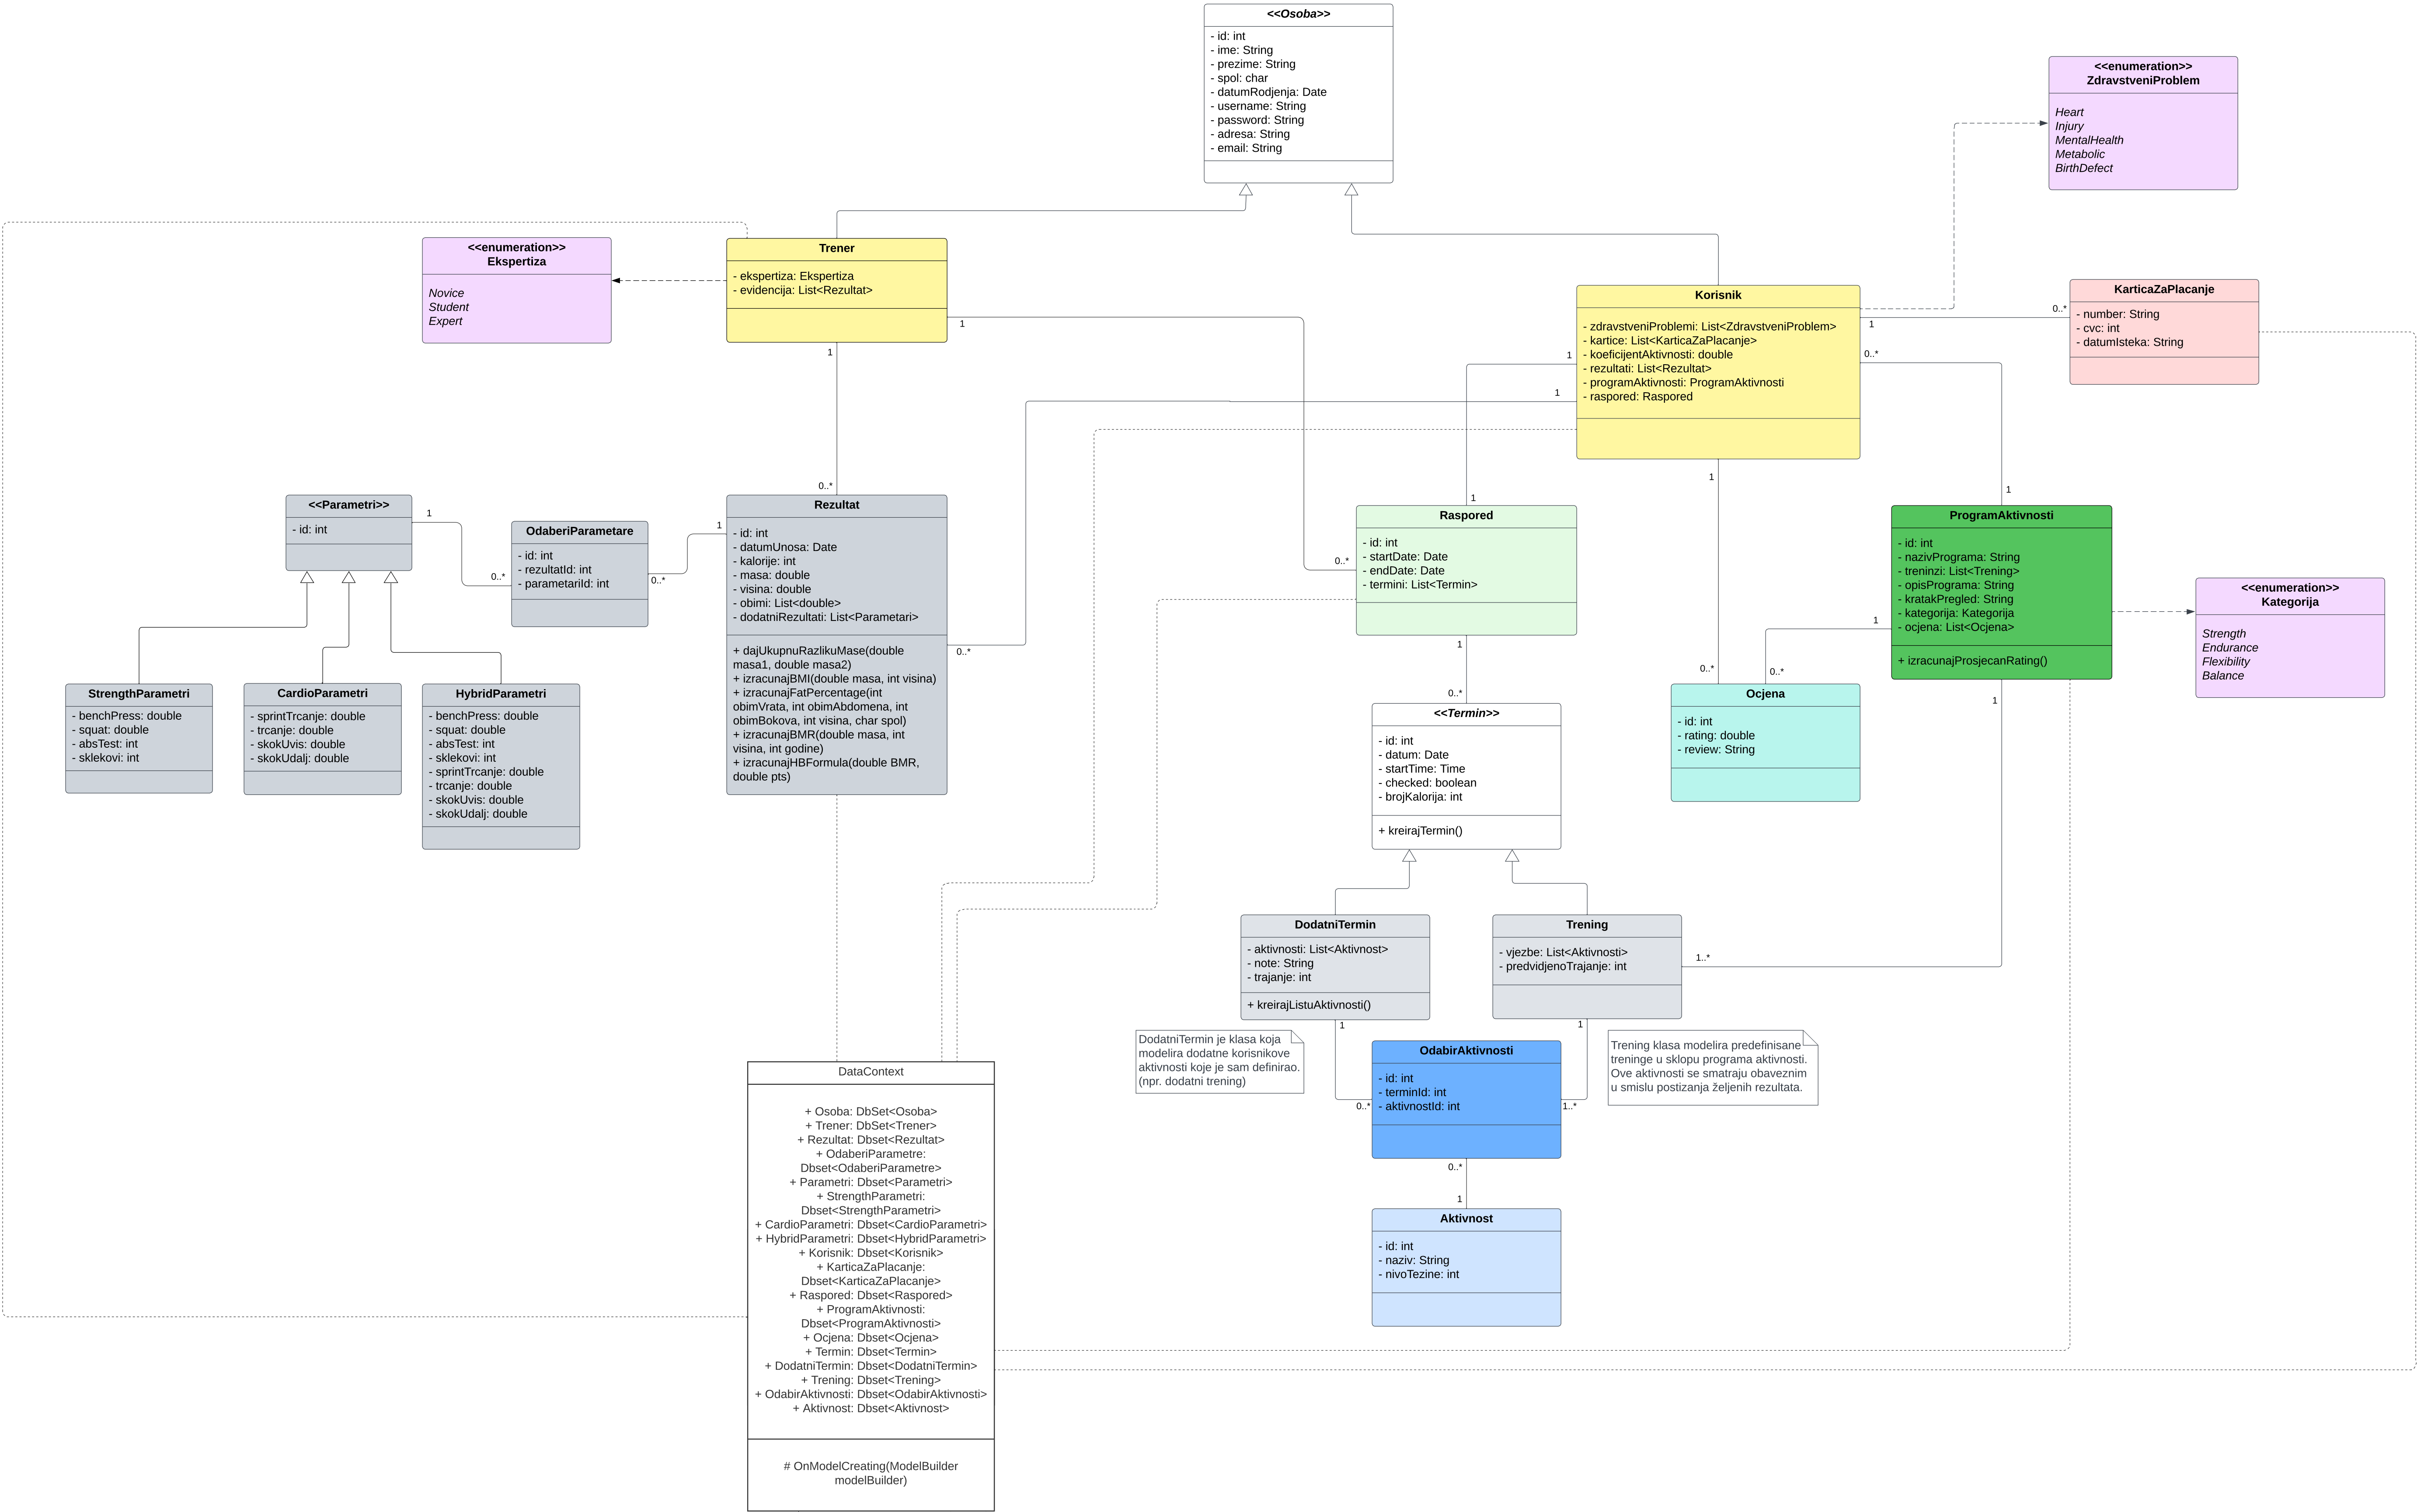 <<Osoba>>
- id: int
- ime: String
- prezime: String
- spol: char
- datumRodjenja: Date
- username: String
- password: String
- adresa: String
- email: String
<<enumeration>>
ZdravstveniProblem
Heart
Injury
MentalHealth
Metabolic
BirthDefect
<<enumeration>>
Ekspertiza
Novice
Student
Expert
Trener
- ekspertiza: Ekspertiza
- evidencija: List<Rezultat>
1
1
0..*
Korisnik
- zdravstveniProblemi: List<ZdravstveniProblem>
- kartice: List<KarticaZaPlacanje>
- koeficijentAktivnosti: double
- rezultati: List<Rezultat>
- programAktivnosti: ProgramAktivnosti
- raspored: Raspored
1
1
1
0..*
1
KarticaZaPlacanje
- number: String
- cvc: int
- datumIsteka: String
0..*
<<Parametri>>
- id: int
1
0..*
OdaberiParametare
- id: int
- rezultatId: int
- parametariId: int
0..*
1
Rezultat
- id: int
- datumUnosa: Date
- kalorije: int
- masa: double
- visina: double
- obimi: List<double>
- dodatniRezultati: List<Parametari>
+ dajUkupnuRazlikuMase(double
masa1, double masa2)
+ izracunajBMI(double masa, int visina)
+ izracunajFatPercentage(int
obimVrata, int obimAbdomena, int
obimBokova, int visina, char spol)
+ izracunajBMR(double masa, int
visina, int godine)
+ izracunajHBFormula(double BMR,
double pts)
0..*
1
0..*
Raspored
- id: int
- startDate: Date
- endDate: Date
- termini: List<Termin>
1
0..*
1
ProgramAktivnosti
- id: int
- nazivPrograma: String
- treninzi: List<Trening>
- opisPrograma: String
- kratakPregled: String
- kategorija: Kategorija
- ocjena: List<Ocjena>
+ izracunajProsjecanRating()
1
1
<<enumeration>>
Kategorija
Strength
Endurance
Flexibility
Balance
StrengthParametri
- benchPress: double
- squat: double
- absTest: int
- sklekovi: int
CardioParametri
- sprintTrcanje: double
- trcanje: double
- skokUvis: double
- skokUdalj: double
HybridParametri
- benchPress: double
- squat: double
- absTest: int
- sklekovi: int
- sprintTrcanje: double
- trcanje: double
- skokUvis: double
- skokUdalj: double
<<Termin>>
- id: int
- datum: Date
- startTime: Time
- checked: boolean
- brojKalorija: int
+ kreirajTermin()
0..*
0..*
Ocjena
- id: int
- rating: double
- review: String
DodatniTermin
- aktivnosti: List<Aktivnost>
- note: String
- trajanje: int
+ kreirajListuAktivnosti()
1
Trening
- vjezbe: List<Aktivnosti>
- predvidjenoTrajanje: int
1..*
1
DodatniTermin je klasa koja
modelira dodatne korisnikove
aktivnosti koje je sam definirao.
(npr. dodatni trening)
OdabirAktivnosti
- id: int
- terminId: int
- aktivnostId: int
0..*
1..*
0..*
Trening klasa modelira predefinisane
treninge u sklopu programa aktivnosti.
Ove aktivnosti se smatraju obaveznim
u smislu postizanja željenih rezultata.
1
Aktivnost
- id: int
- naziv: String
- nivoTezine: int
DataContext
+ Osoba: DbSet<Osoba>
+ Trener: DbSet<Trener>
+ Rezultat: Dbset<Rezultat>
+ OdaberiParametre:
Dbset<OdaberiParametre>
+ Parametri: Dbset<Parametri>
+ StrengthParametri:
Dbset<StrengthParametri>
+ CardioParametri: Dbset<CardioParametri>
+ HybridParametri: Dbset<HybridParametri>
+ Korisnik: Dbset<Korisnik>
+ KarticaZaPlacanje:
Dbset<KarticaZaPlacanje>
+ Raspored: Dbset<Raspored>
+ ProgramAktivnosti:
Dbset<ProgramAktivnosti>
+ Ocjena: Dbset<Ocjena>
+ Termin: Dbset<Termin>
+ DodatniTermin: Dbset<DodatniTermin>
+ Trening: Dbset<Trening>
+ OdabirAktivnosti: Dbset<OdabirAktivnosti>
+ Aktivnost: Dbset<Aktivnost>
# OnModelCreating(ModelBuilder
modelBuilder)